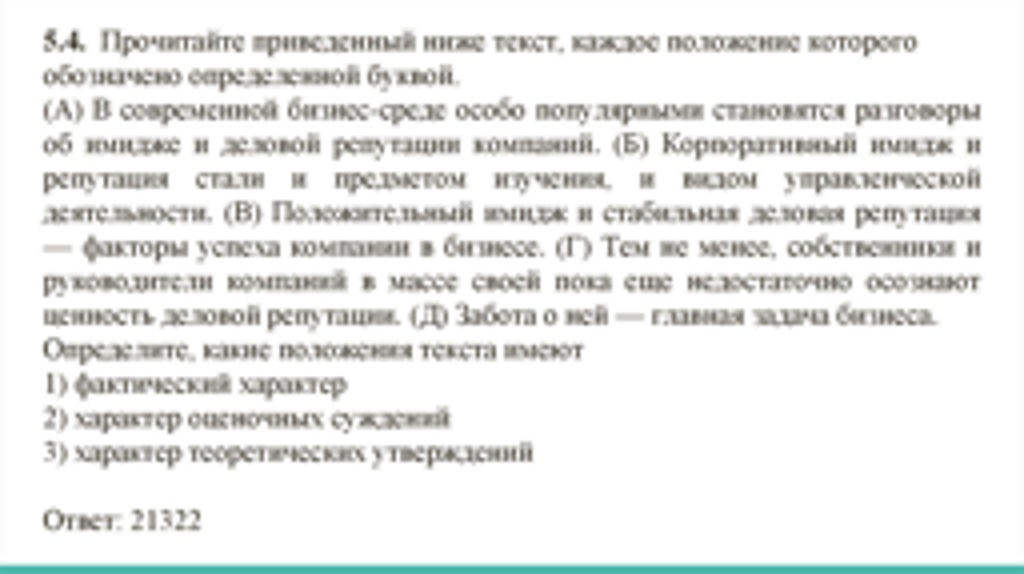 5.4. Прочитайте приведенный ниже текст, каждое положение которого
обозначено определенной буквой.
(А) В современной бизнес-среде особо популярными становятся разговоры
об имидже и деловой репутации компаний. (Б) Корпоративный имидж и
репутация стали и предметом изучения, и видом управленческой
деятельности. (В) Положительный имидж и стабильная деловая репутация
— факторы успеха компании в бизнесе. (Г) Тем не менее, собственники и
руководители компаний в массе своей пока еще недостаточно осознают
ценность деловой репутации. (Д) Забота о ней — главная задача бизнеса.
Определите, какие положения текста имеют
1) фактический характер
2) характер оценочных суждений
3) характер теоретических утверждений
Ответ: 21322